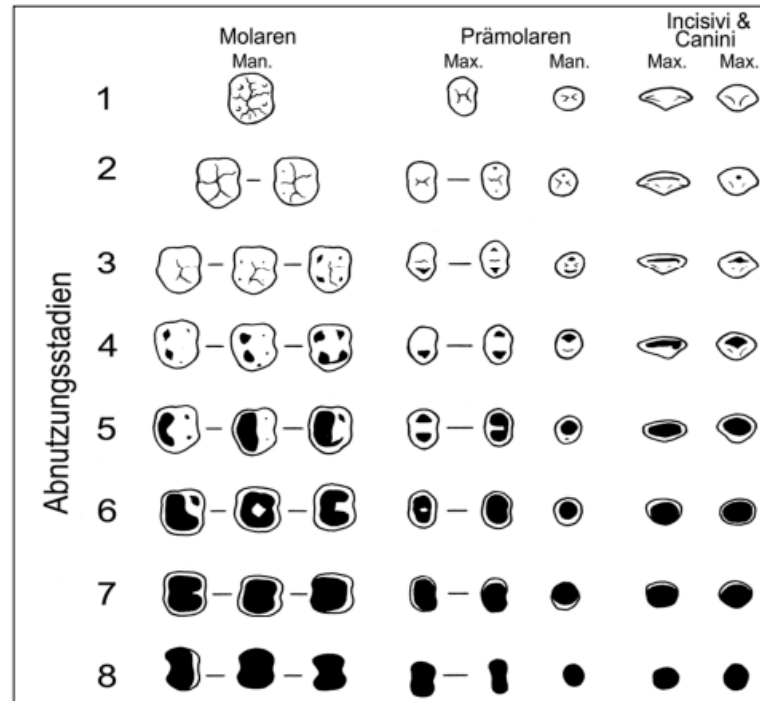 Incisivi &
Molaren Prämolaren Canini
Man. Max. Man. Max. Max.
1
2
3
4
5
6
7
8
Abnutzungsstadien